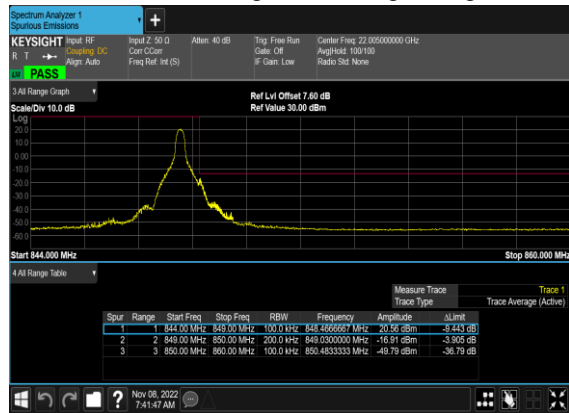 Spectrum Analyzer 1
Spurious Emissions
KEYSIGHT Input: RF Input Z: 50 Ω Atten: 40 dB Trig: Free Run Center Freq: 22.005000000 GHz
R T Coupling: DC Corr CCorr Gate: Off Avg|Hold: 100/100
Align: Auto Freq Ref: Int (S) IF Gain: Low Radio Std: None
PASS
3 All Range Graph
Ref Lvl Offset 7.60 dB
Scale/Div 10.0 dB Ref Value 30.00 dBm
Log
20.0
10.0
0.00
-10.0
-20.0
-30.0
-40.0
-50.0
-60.0
Start 844.000 MHz Stop 860.000 MHz
4 All Range Table
Measure Trace Trace 1
Trace Type Trace Average (Active)
Spur Range Start Freq Stop Freq RBW Frequency Amplitude ΔLimit
1 1 844.00 MHz 849.00 MHz 100.0 kHz 848.4666667 MHz 20.56 dBm -9.443 dB
2 2 849.00 MHz 850.00 MHz 200.0 kHz 849.0300000 MHz -16.91 dBm -3.905 dB
3 3 850.00 MHz 860.00 MHz 100.0 kHz 850.4833333 MHz -49.79 dBm -36.79 dB
? Nov 08, 2022
7:41:47 AM